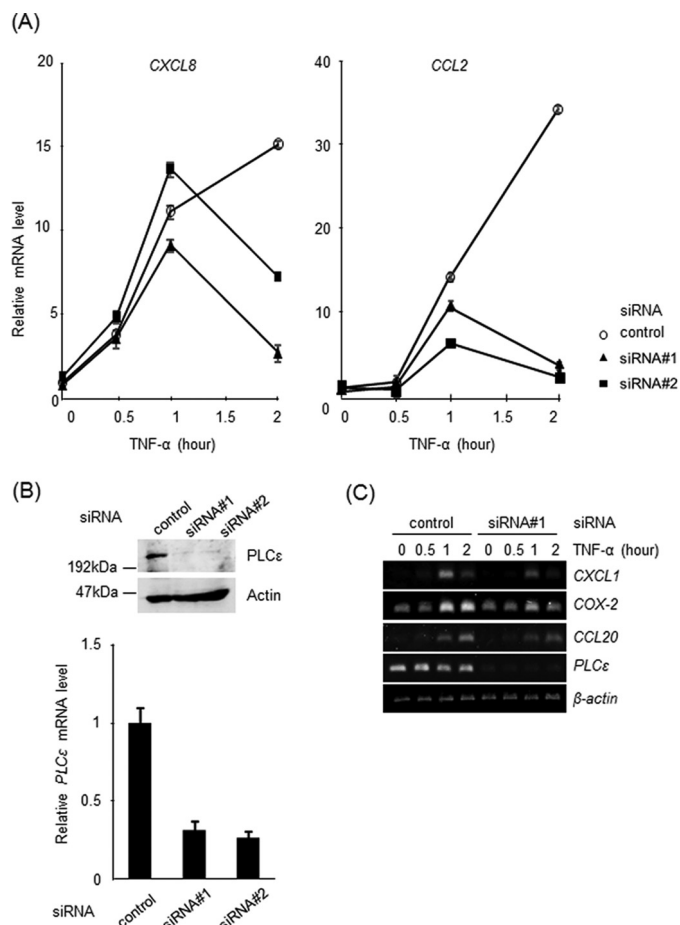 (A)
CXCL8
CCL2
Relative mRNA level
20
15
10
5
0
0 0.5 1 2
TNF-α (hour)
40
30
20
10
0
0 0.5 1 2
TNF-α (hour)
siRNA
control
siRNA#1
siRNA#2
(B)
siRNA control siRNA#1 siRNA#2
192kDa PLCε
47kDa Actin
Relative PLCε mRNA level
1.5
1
0.5
0
siRNA control siRNA#1 siRNA#2
(C)
control siRNA#1 siRNA
0 0.5 1 2 0 0.5 1 2 TNF-α (hour)
CXCL1
COX-2
CCL20
PLCε
β-actin